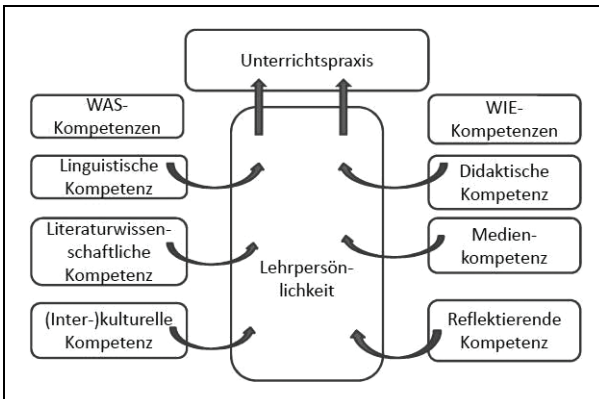 Unterrichtspraxis
WAS-
Kompetenzen
Linguistische
Kompetenz
Literaturwissen-
schaftliche
Kompetenz
(Inter-)kulturelle
Kompetenz
Lehrpersön-
lichkeit
WIE-
Kompetenzen
Didaktische
Kompetenz
Medien-
kompetenz
Reflektierende
Kompetenz